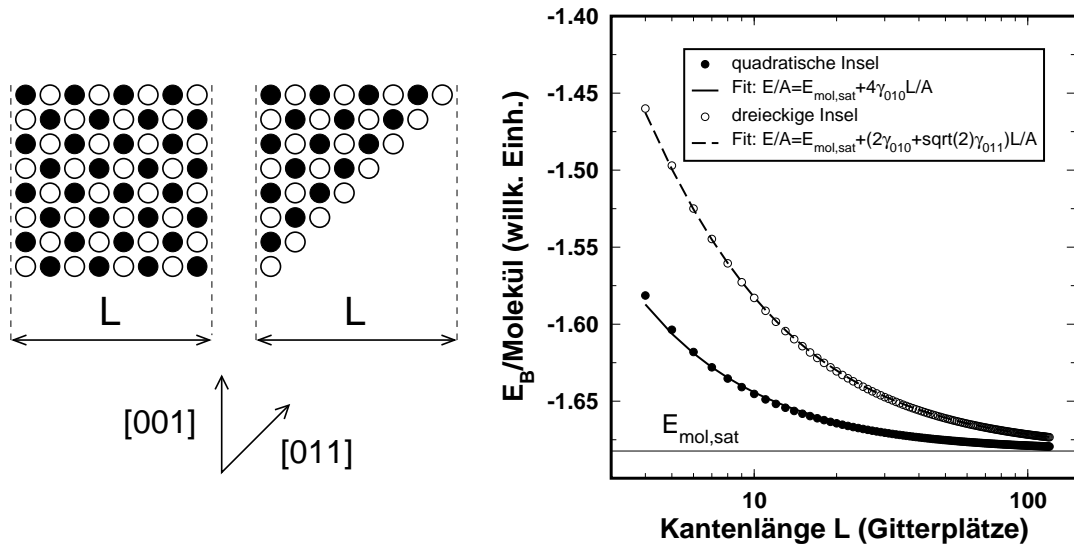 L
L
[001]
[011]
-1.40
-1.45
-1.50
-1.55
-1.60
-1.65
E_B/Molekül (willk. Einh.)
quadratische Insel
Fit: E/A=E_mol,sat+4γ_010L/A
dreieckige Insel
Fit: E/A=E_mol,sat+(2γ_010+sqrt(2)γ_011)L/A
E_mol,sat
10
100
Kantenlänge L (Gitterplätze)